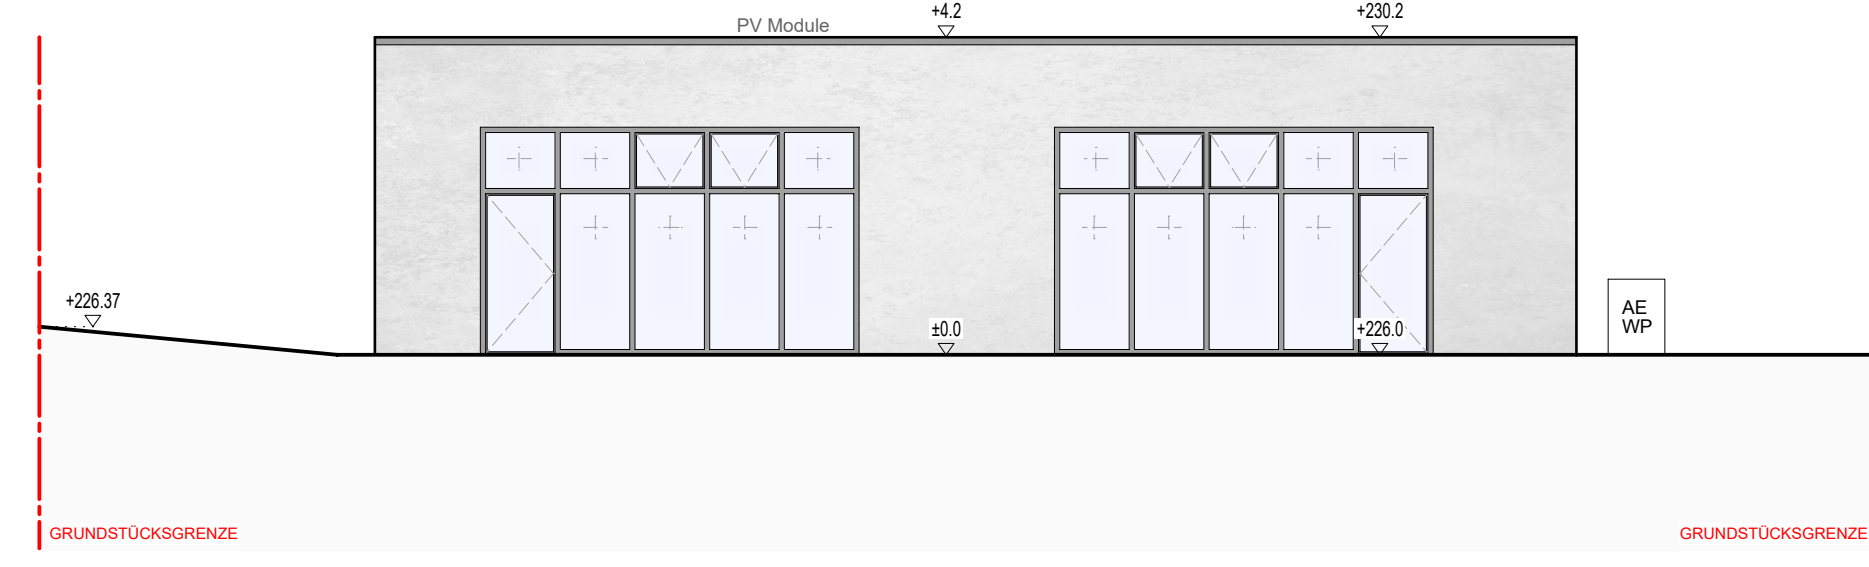 +4.2
+230.2
PV Module
+226.37
±0.0
+226.0
AE
WP
GRUNDSTÜCKSGRENZE
GRUNDSTÜCKSGRENZE